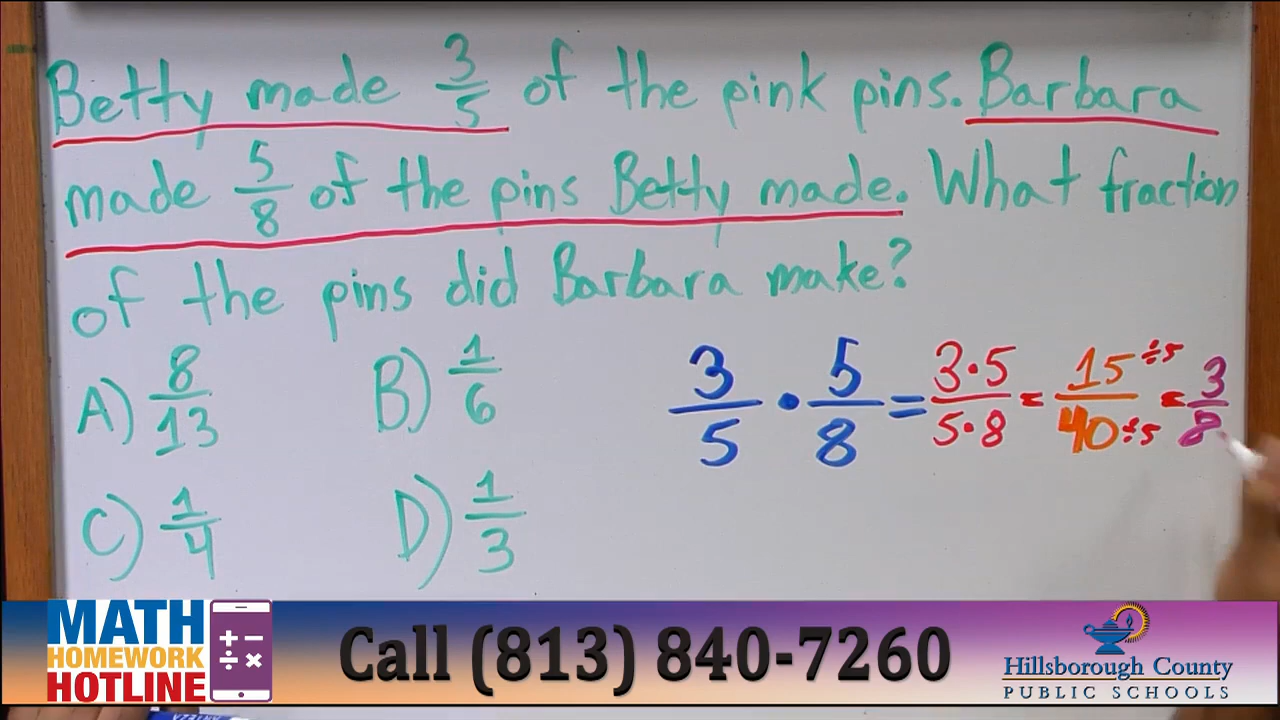 Betty made 3/5 of the pink pins. Barbara
made 5/8 of the pins Betty made. What fraction
of the pins did Barbara make?
A) 8/13 B) 1/6
C) 1/4 D) 1/3
3/5 • 5/8 = 3•5/5•8 = 15÷5/40÷5 = 3/8
MATH
HOMEWORK
HOTLINE
+ −
÷ ×
Call (813) 840-7260
Hillsborough County
PUBLIC SCHOOLS